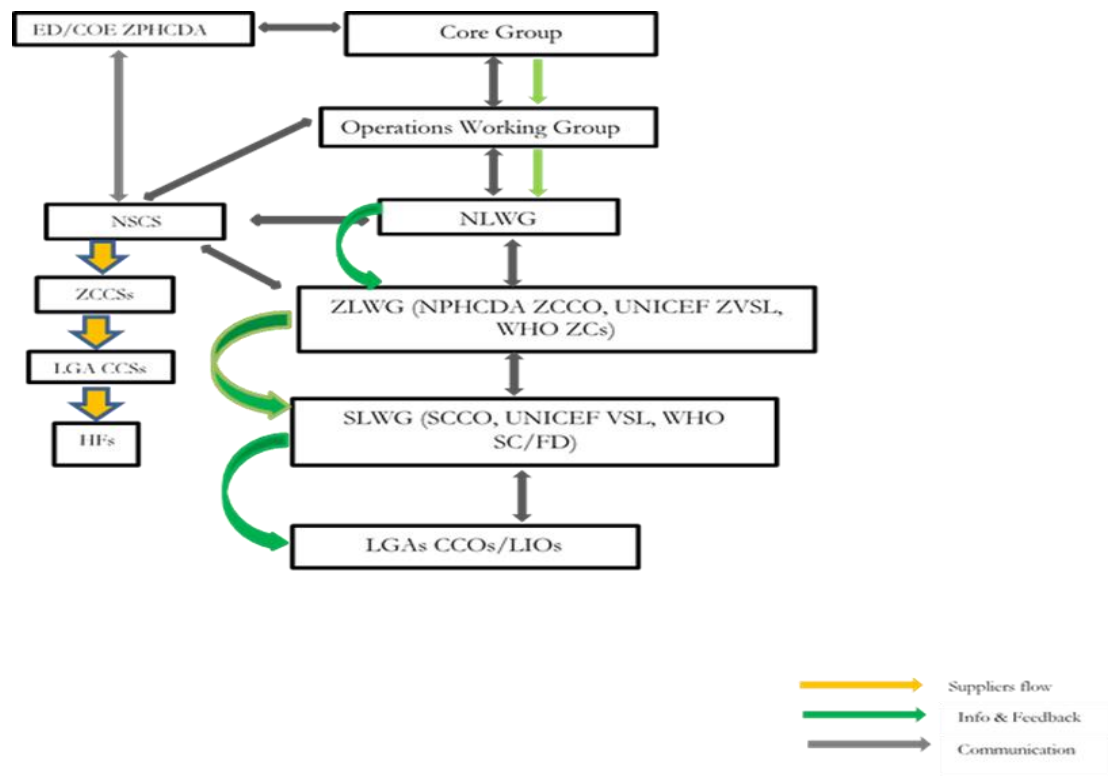 ED/COE ZPHCDA
Core Group
Operations Working Group
NSCS
NLWG
ZCCSs
ZLWG (NPHCDA ZCCO, UNICEF ZVSL,
WHO ZCs)
LGA CCSs
SLWG (SCCO, UNICEF VSL, WHO
SC/FD)
HFs
LGAs CCOs/LIOs
Suppliers flow
Info & Feedback
Communication